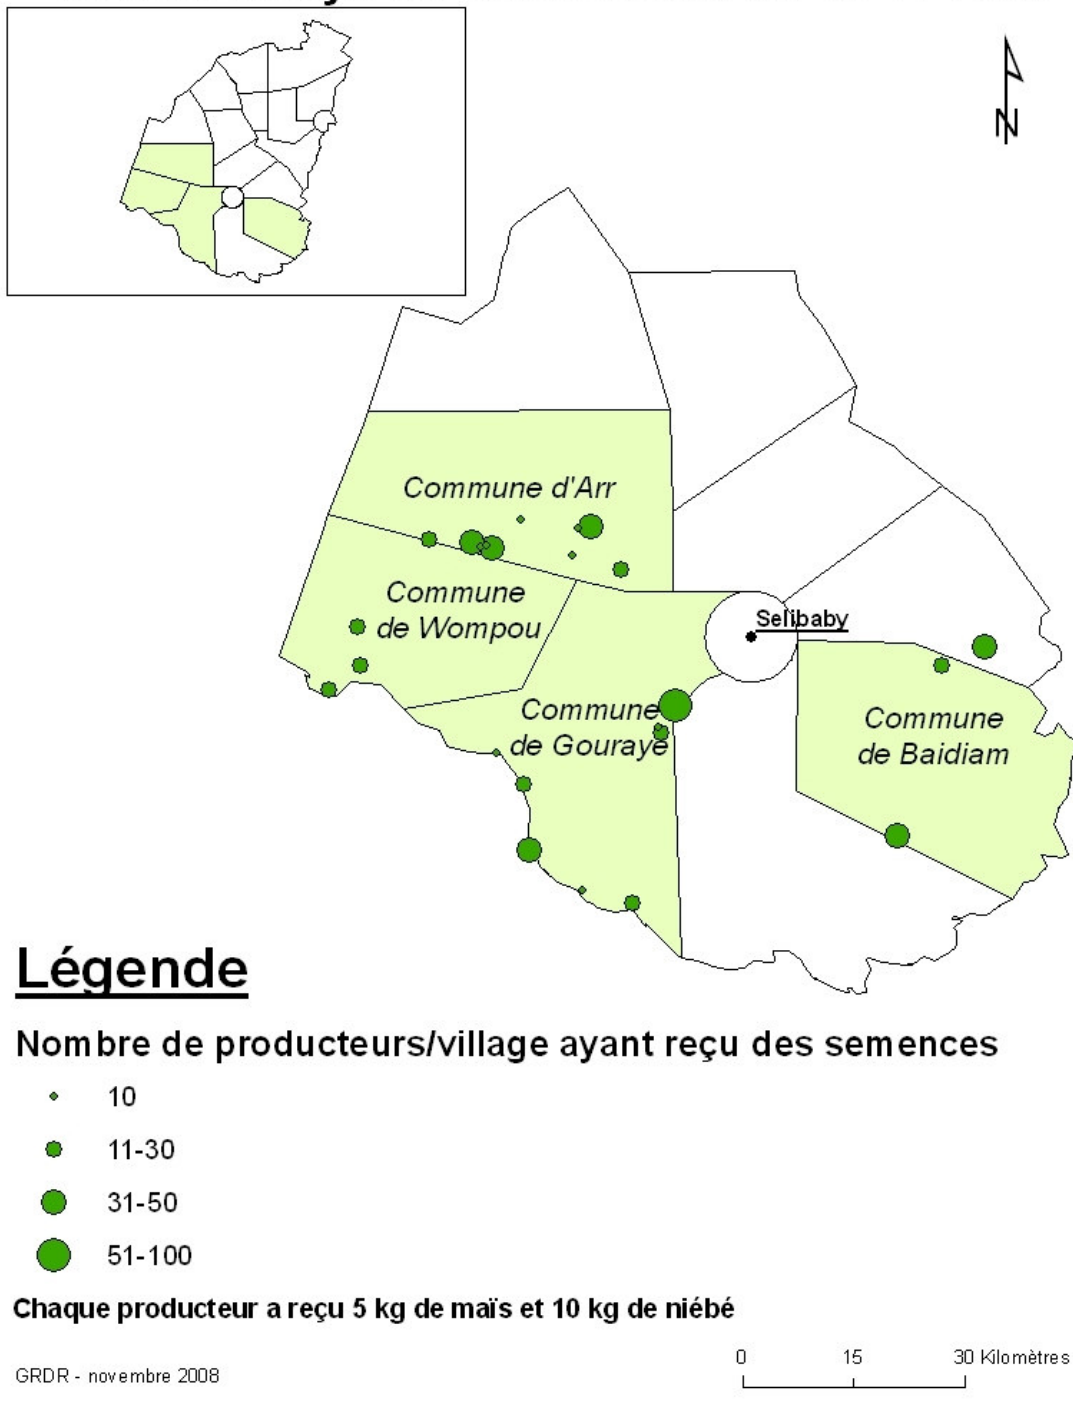 N
Commune d'Arr
Commune
de Wompou
Selibaby
Commune
de Gouraye
Commune
de Baidiam
Légende
Nombre de producteurs/village ayant reçu des semences
10
11-30
31-50
51-100
Chaque producteur a reçu 5 kg de maïs et 10 kg de niébé
0 15 30 Kilomètres
GRDR - novembre 2008